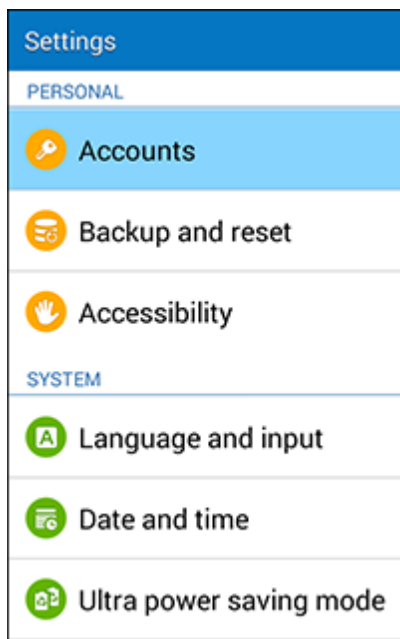 Settings
PERSONAL
Accounts
Backup and reset
Accessibility
SYSTEM
A Language and input
Date and time
Ultra power saving mode